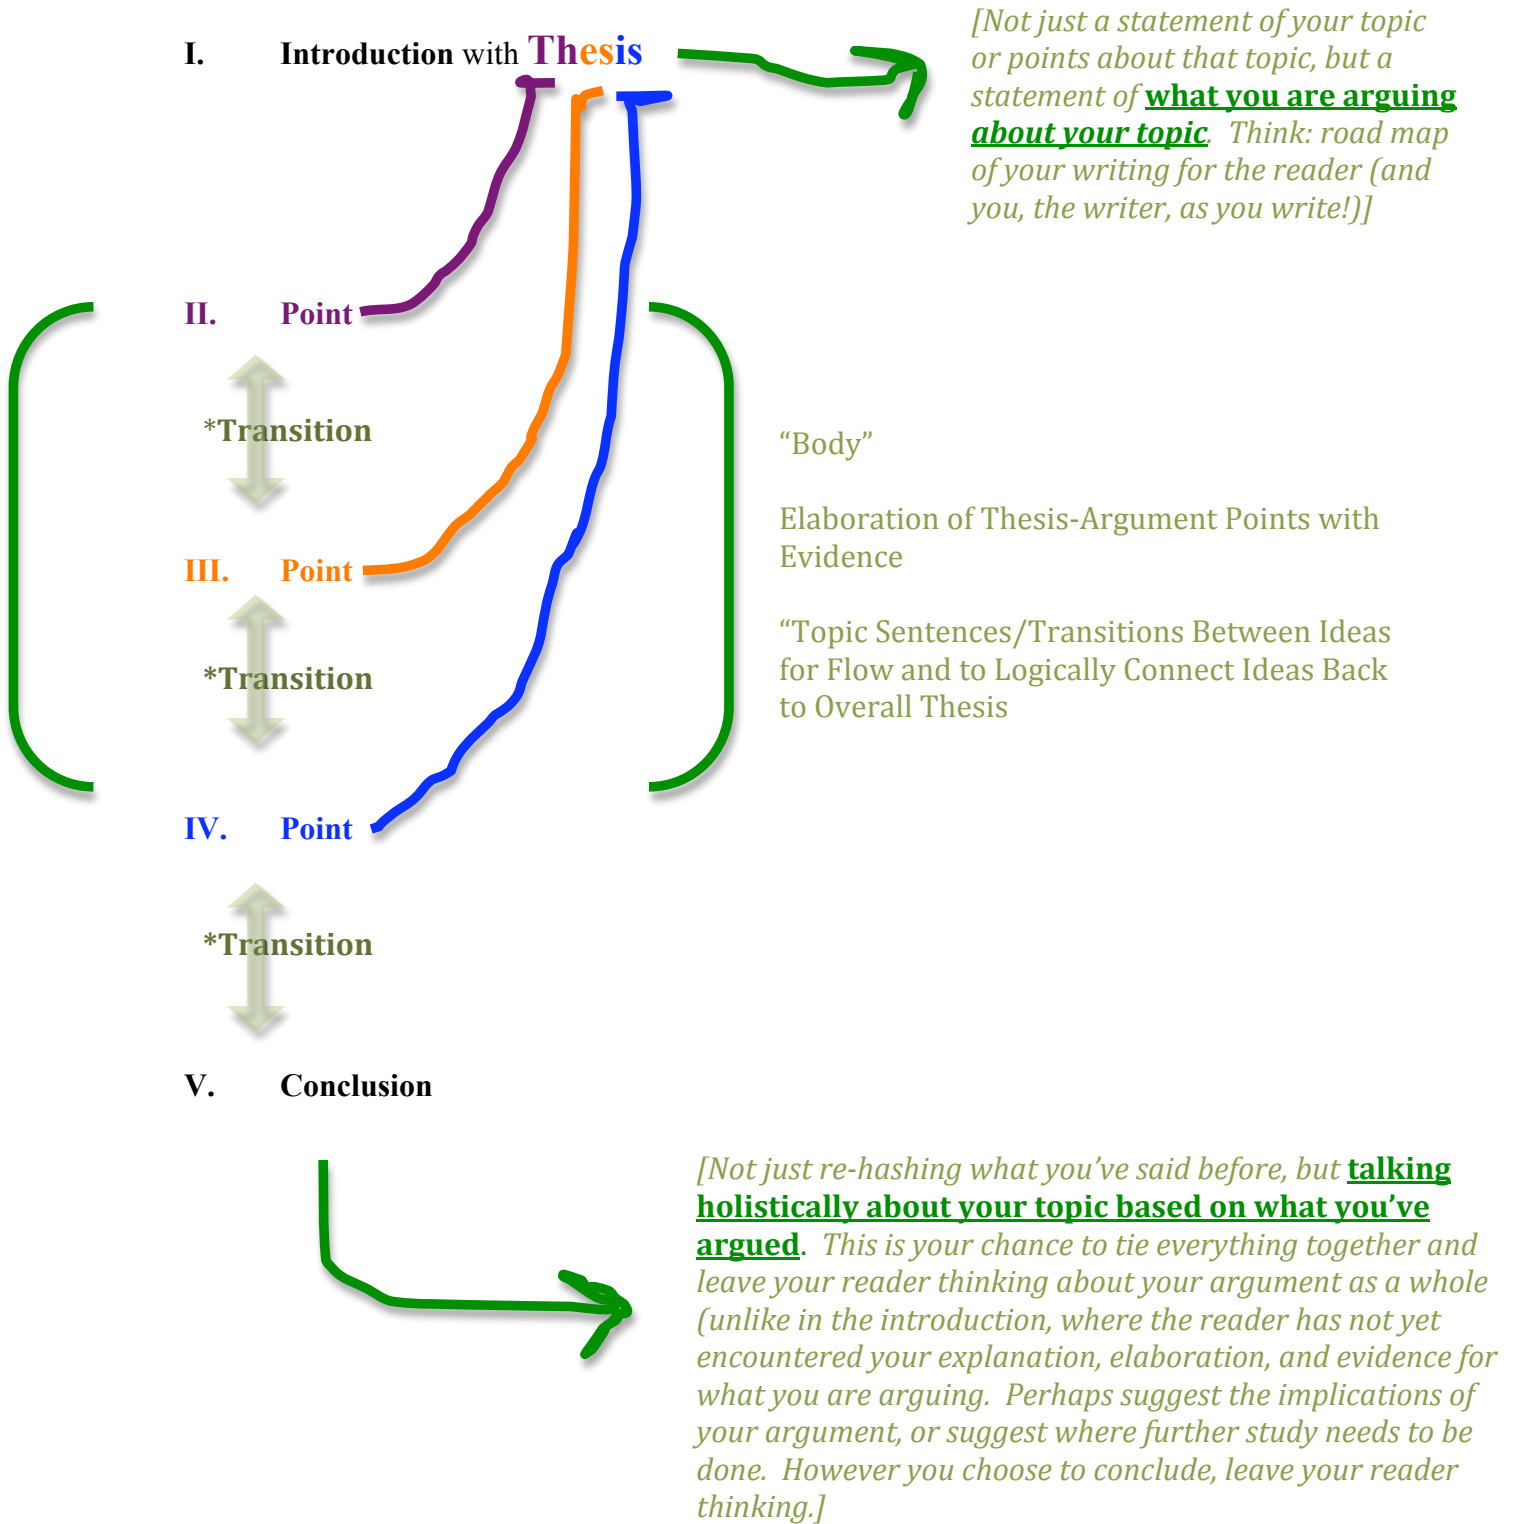 I. Introduction with Thesis
[Not just a statement of your topic
or points about that topic, but a
statement of what you are arguing
about your topic. Think: road map
of your writing for the reader (and
you, the writer, as you write!)]
II. Point
*Transition
III. Point
*Transition
IV. Point
“Body”
Elaboration of Thesis-Argument Points with
Evidence
“Topic Sentences/Transitions Between Ideas
for Flow and to Logically Connect Ideas Back
to Overall Thesis
*Transition
V. Conclusion
[Not just re-hashing what you’ve said before, but talking
holistically about your topic based on what you’ve
argued. This is your chance to tie everything together and
leave your reader thinking about your argument as a whole
(unlike in the introduction, where the reader has not yet
encountered your explanation, elaboration, and evidence for
what you are arguing. Perhaps suggest the implications of
your argument, or suggest where further study needs to be
done. However you choose to conclude, leave your reader
thinking.]